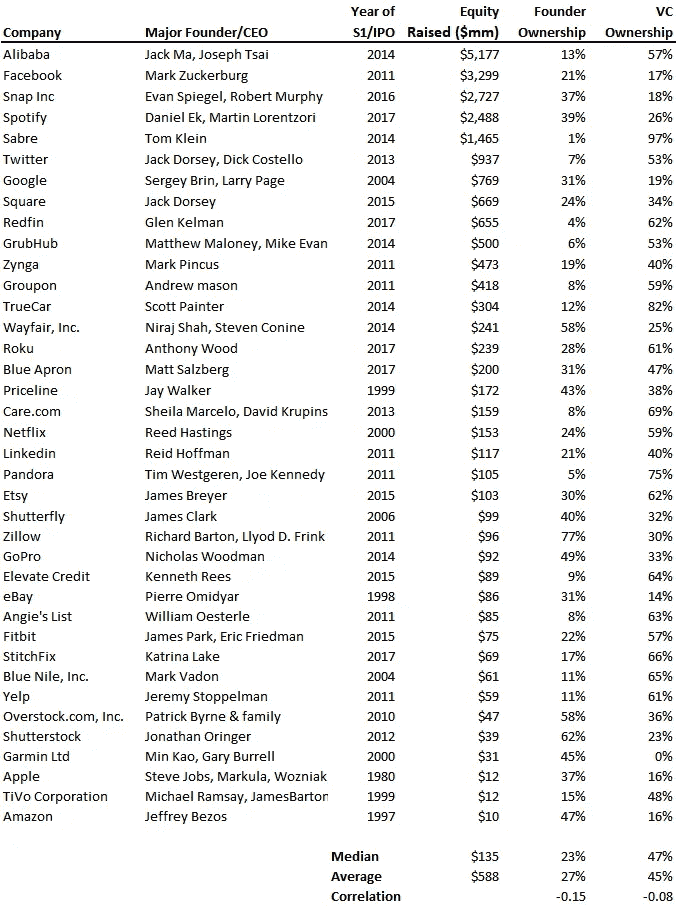 Year of Equity Founder VC
Company Major Founder/CEO S1/IPO Raised ($mm) Ownership Ownership
Alibaba Jack Ma, Joseph Tsai 2014 $5,177 13% 57%
Facebook Mark Zuckerburg 2011 $3,299 21% 17%
Snap Inc Evan Spiegel, Robert Murphy 2016 $2,727 37% 18%
Spotify Daniel Ek, Martin Lorentzori 2017 $2,488 39% 26%
Sabre Tom Klein 2014 $1,465 1% 97%
Twitter Jack Dorsey, Dick Costello 2013 $937 7% 53%
Google Sergey Brin, Larry Page 2004 $769 31% 19%
Square Jack Dorsey 2015 $669 24% 34%
Redfin Glen Kelman 2017 $655 4% 62%
GrubHub Matthew Maloney, Mike Evan 2014 $500 6% 53%
Zynga Mark Pincus 2011 $473 19% 40%
Groupon Andrew mason 2011 $418 8% 59%
TrueCar Scott Painter 2014 $304 12% 82%
Wayfair, Inc. Niraj Shah, Steven Conine 2014 $241 58% 25%
Roku Anthony Wood 2017 $239 28% 61%
Blue Apron Matt Salzberg 2017 $200 31% 47%
Priceline Jay Walker 1999 $172 43% 38%
Care.com Sheila Marcelo, David Krupins 2013 $159 8% 69%
Netflix Reed Hastings 2000 $153 24% 59%
Linkedin Reid Hoffman 2011 $117 21% 40%
Pandora Tim Westgeren, Joe Kennedy 2011 $105 5% 75%
Etsy James Breyer 2015 $103 30% 62%
Shutterfly James Clark 2006 $99 40% 32%
Zillow Richard Barton, Llyod D. Frink 2011 $96 77% 30%
GoPro Nicholas Woodman 2014 $92 49% 33%
Elevate Credit Kenneth Rees 2015 $89 9% 64%
eBay Pierre Omidyar 1998 $86 31% 14%
Angie's List William Oesterle 2011 $85 8% 63%
Fitbit James Park, Eric Friedman 2015 $75 22% 57%
StitchFix Katrina Lake 2017 $69 17% 66%
Blue Nile, Inc. Mark Vadon 2004 $61 11% 65%
Yelp Jeremy Stoppelman 2011 $59 11% 61%
Overstock.com, Inc. Patrick Byrne & family 2010 $47 58% 36%
Shutterstock Jonathan Oringer 2012 $39 62% 23%
Garmin Ltd Min Kao, Gary Burrell 2000 $31 45% 0%
Apple Steve Jobs, Markula, Wozniak 1980 $12 37% 16%
TiVo Corporation Michael Ramsay, JamesBarton 1999 $12 15% 48%
Amazon Jeffrey Bezos 1997 $10 47% 16%
Median $135 23% 47%
Average $588 27% 45%
Correlation -0.15 -0.08